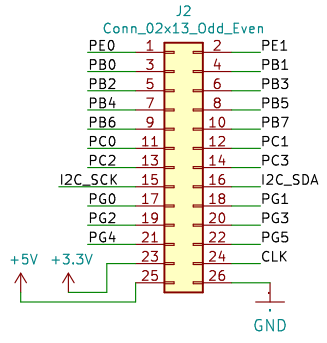 J2
Conn_02x13_Odd_Even
PE0 1 2 PE1
PB0 3 4 PB1
PB2 5 6 PB3
PB4 7 8 PB5
PB6 9 10 PB7
PC0 11 12 PC1
PC2 13 14 PC3
I2C_SCK 15 16 I2C_SDA
PG0 17 18 PG1
PG2 19 20 PG3
PG4 21 22 PG5
+5V +3.3V 23 24 CLK
25 26
GND